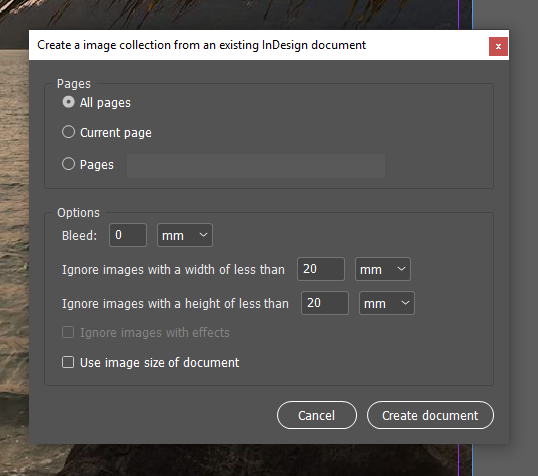 Create a image collection from an existing InDesign document
x
Pages
All pages
Current page
Pages
Options
Bleed: 0 mm
Ignore images with a width of less than 20 mm
Ignore images with a height of less than 20 mm
Ignore images with effects
Use image size of document
Cancel Create document